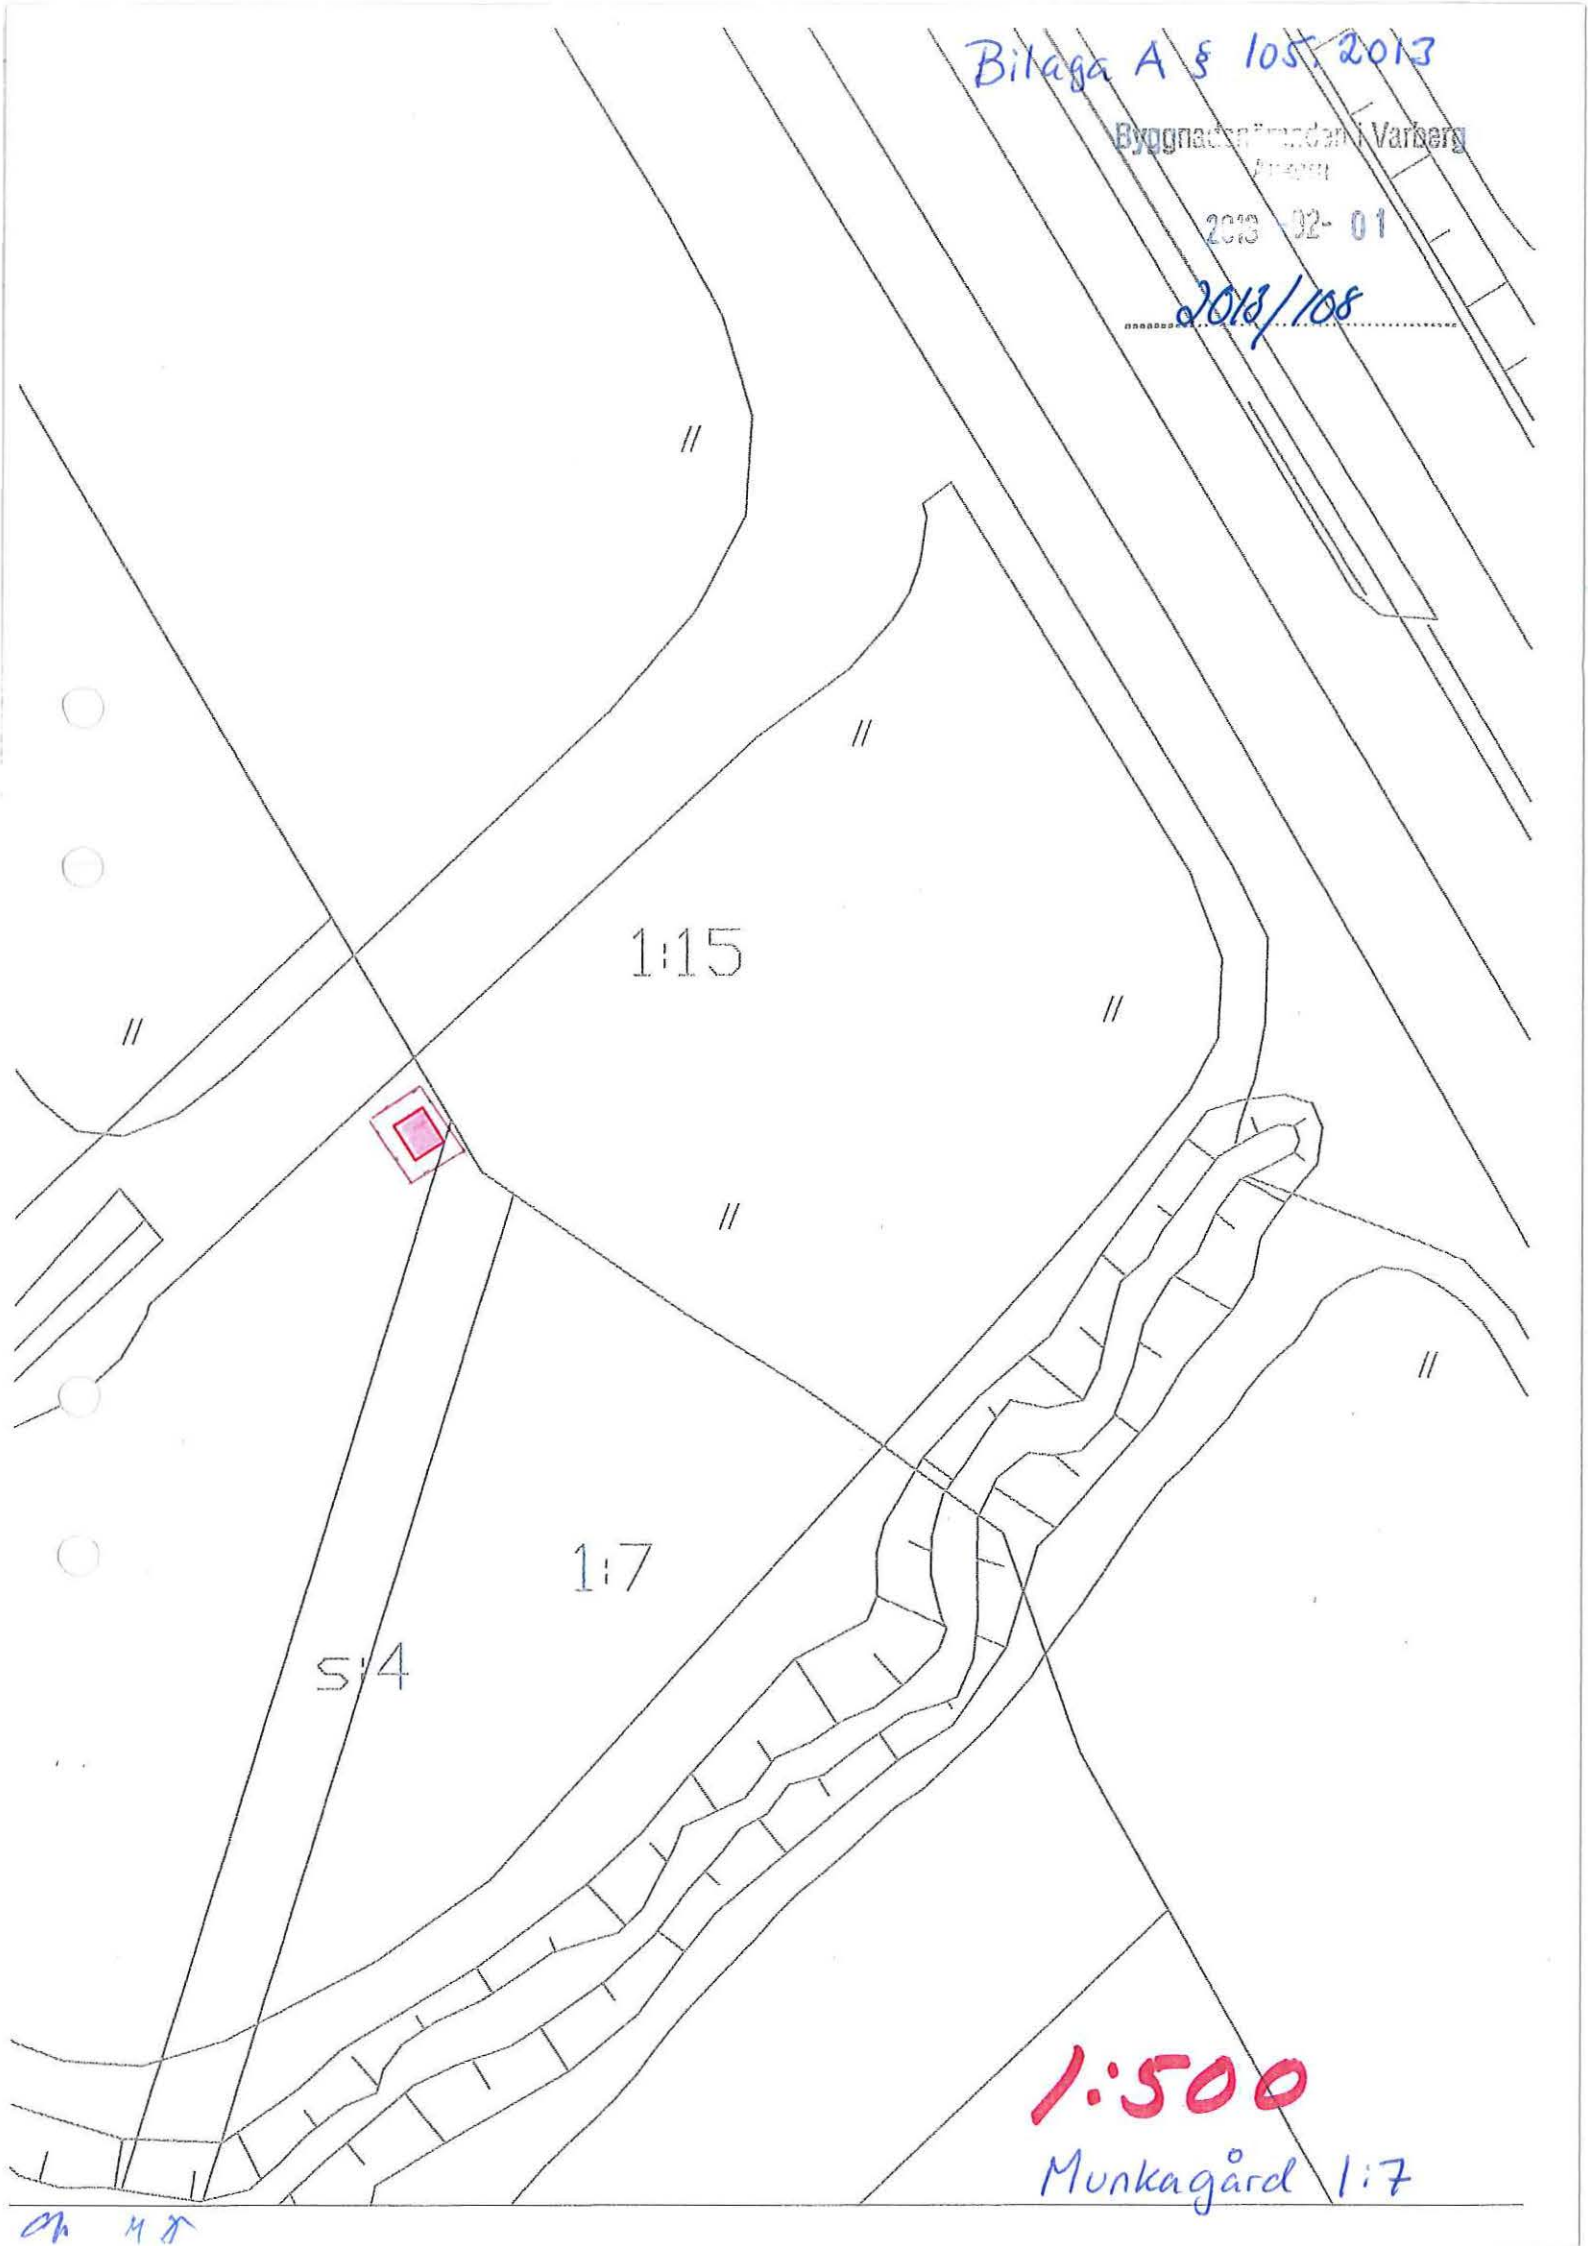 Bilaga A § 105, 2013
i Varberg
2013 -02- 01
2013/108
//
//
1:15
//
//
//
//
1:7
s:4
1:500
Munkagård 1:7